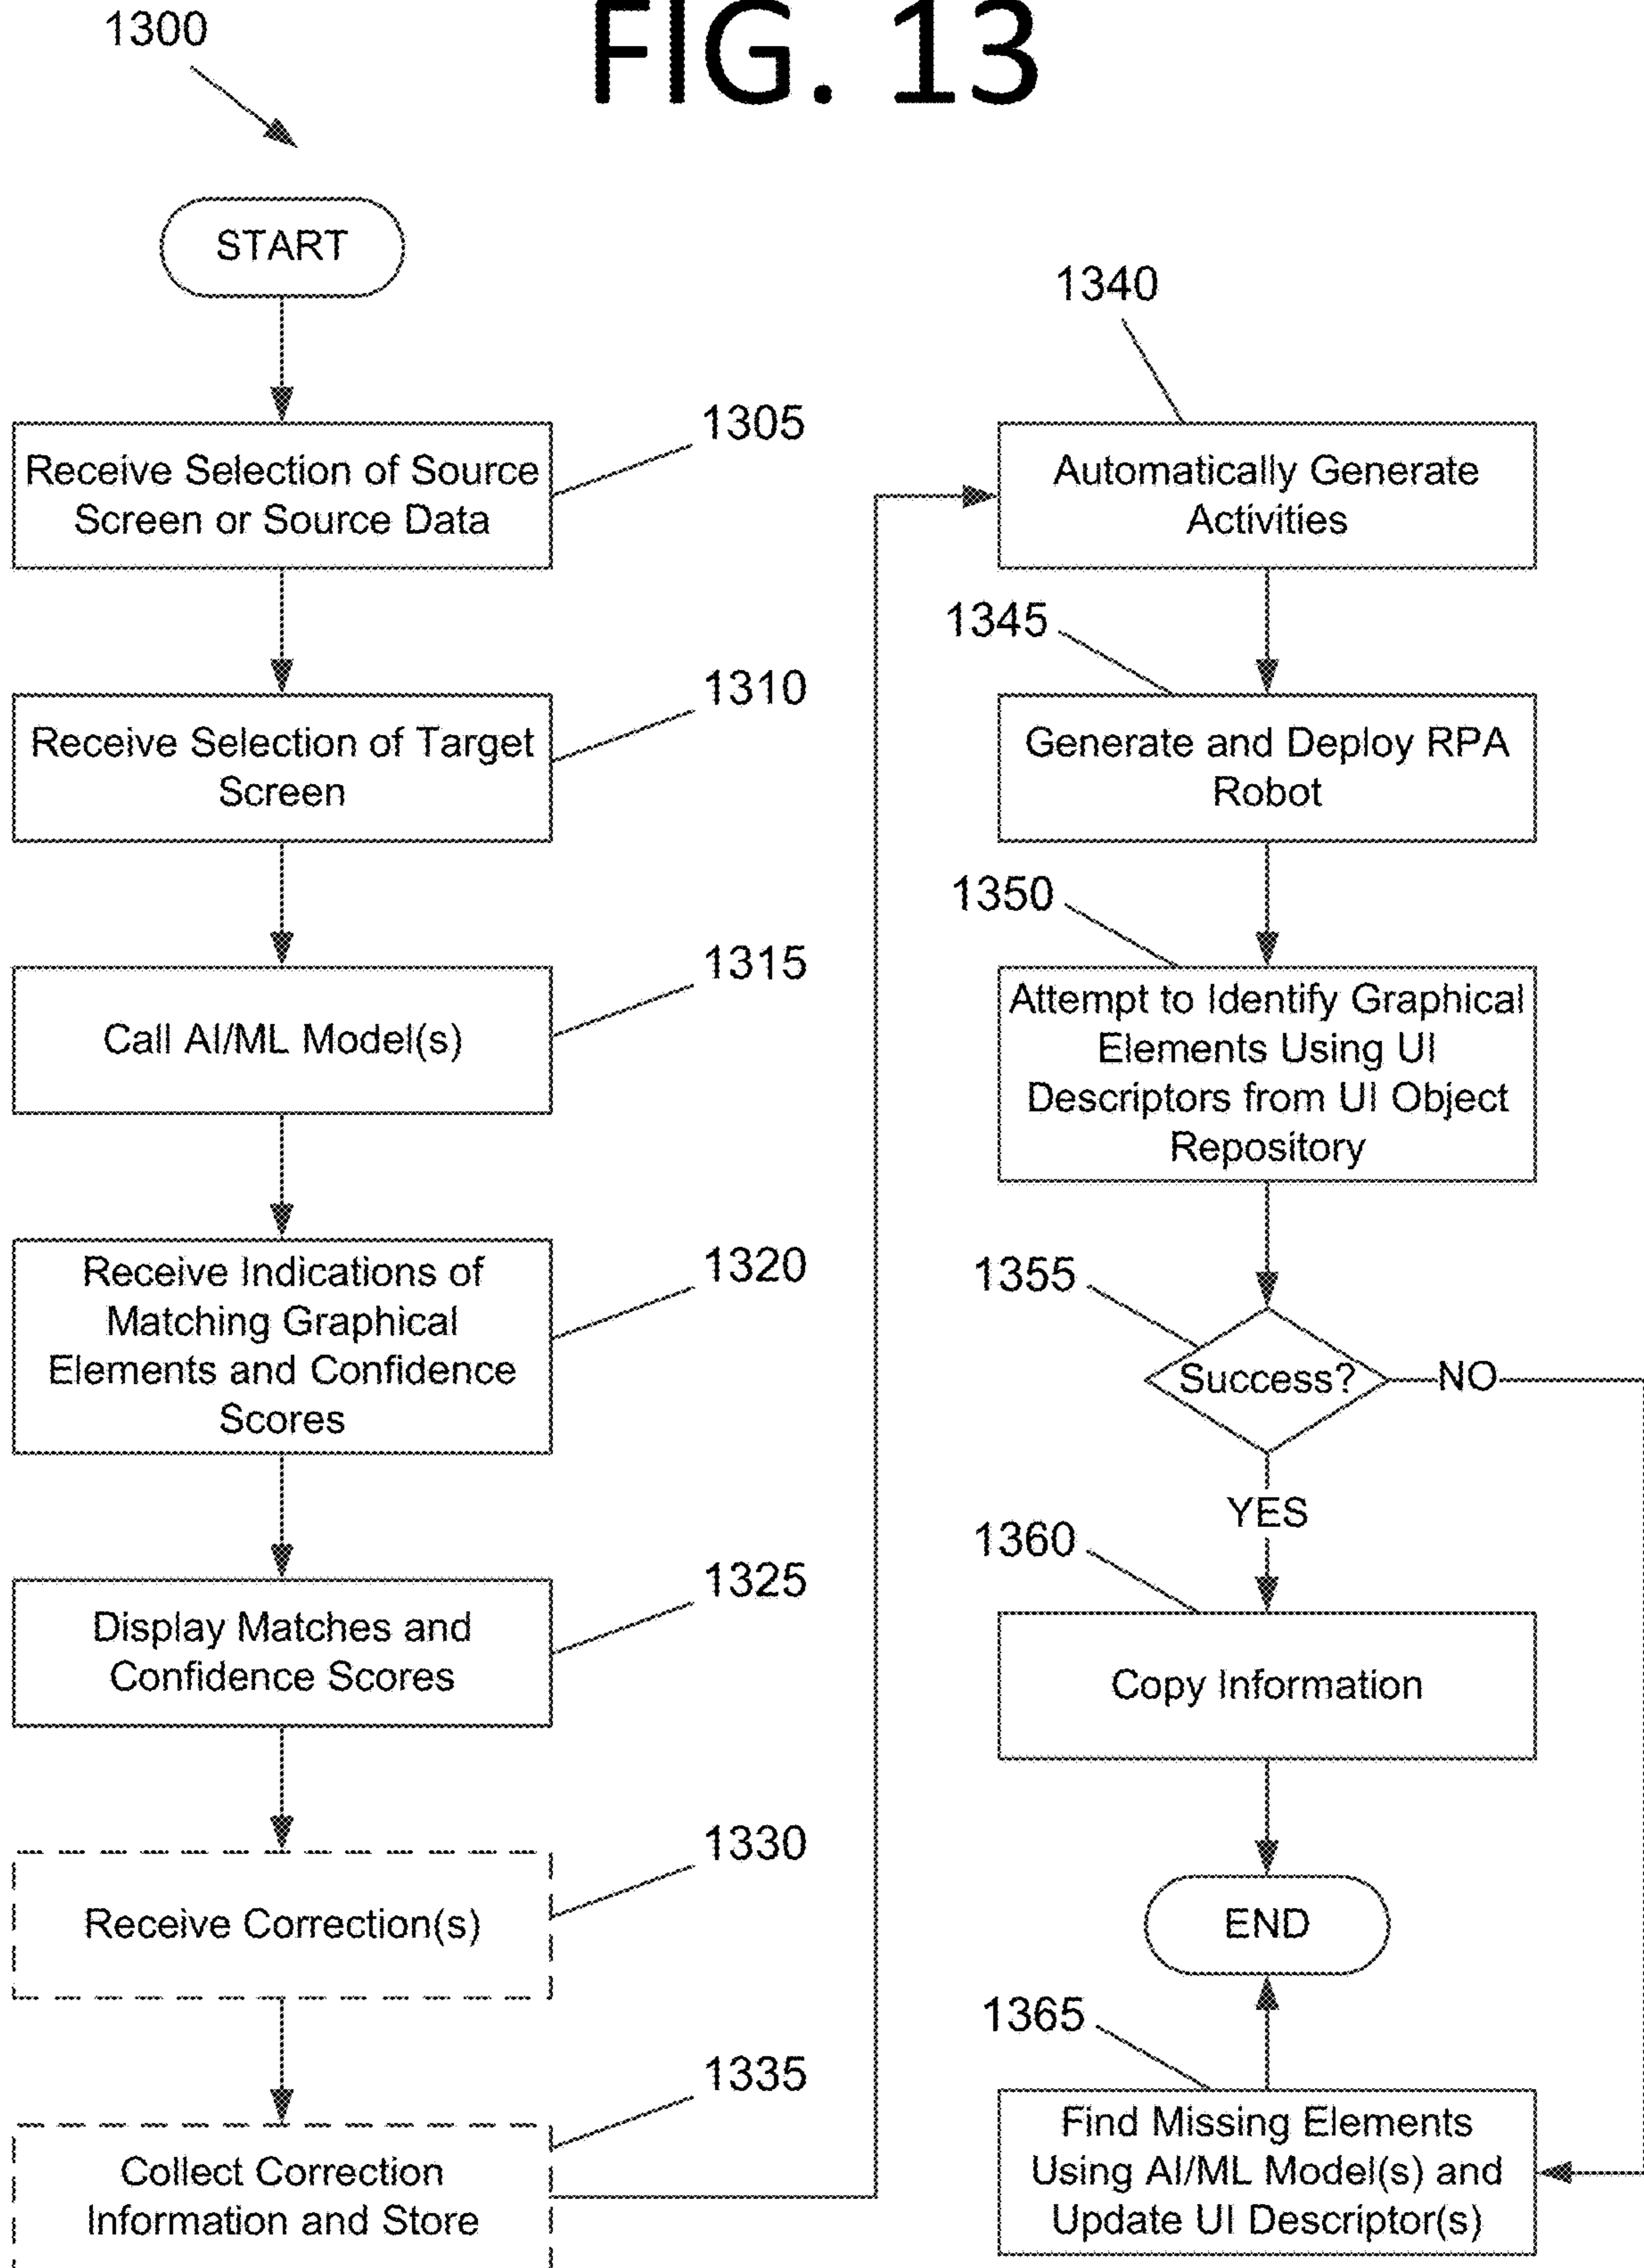 FIG. 13
1300
START
1305
Receive Selection of Source
Screen or Source Data
1310
Receive Selection of Target
Screen
1315
Call AI/ML Model(s)
1320
Receive Indications of
Matching Graphical
Elements and Confidence
Scores
1325
Display Matches and
Confidence Scores
1330
Receive Correction(s)
1335
Collect Correction
Information and Store
1340
Automatically Generate
Activities
1345
Generate and Deploy RPA
Robot
1350
Attempt to Identify Graphical
Elements Using UI
Descriptors from UI Object
Repository
1355
Success?
NO
YES
1360
Copy Information
END
1365
Find Missing Elements
Using AI/ML Model(s) and
Update UI Descriptor(s)